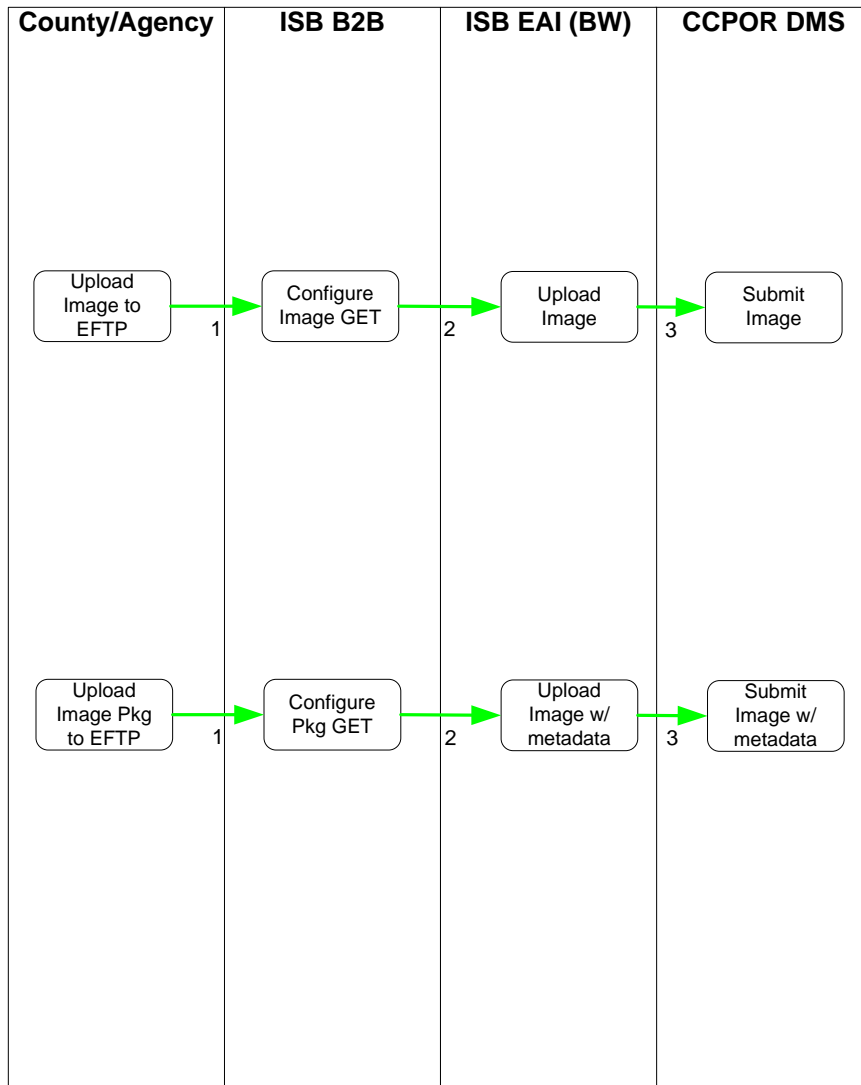 County/Agency
ISB B2B
ISB EAI (BW)
CCPOR DMS
Upload
Image to
EFTP
1
Configure
Image GET
2
Upload
Image
3
Submit
Image
Upload
Image Pkg
to EFTP
1
Configure
Pkg GET
2
Upload
Image w/
metadata
3
Submit
Image w/
metadata